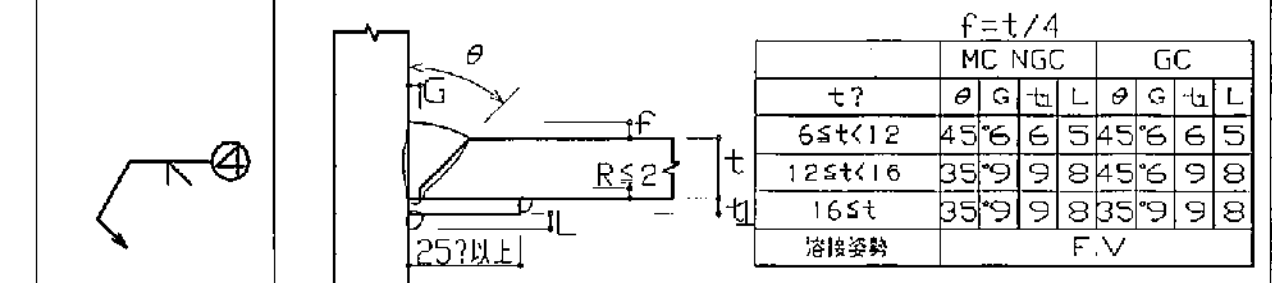 ④
θ
G
f
R≦2
t
t1
L
25?以上
f=t/4
MC NGC GC
t? θ G t1 L θ G t1 L
6≦t<12 45° 6 6 5 45° 6 6 5
12≦t<16 35° 9 9 8 45° 6 9 8
16≦t 35° 9 9 8 35° 9 9 8
溶接姿勢 F.V